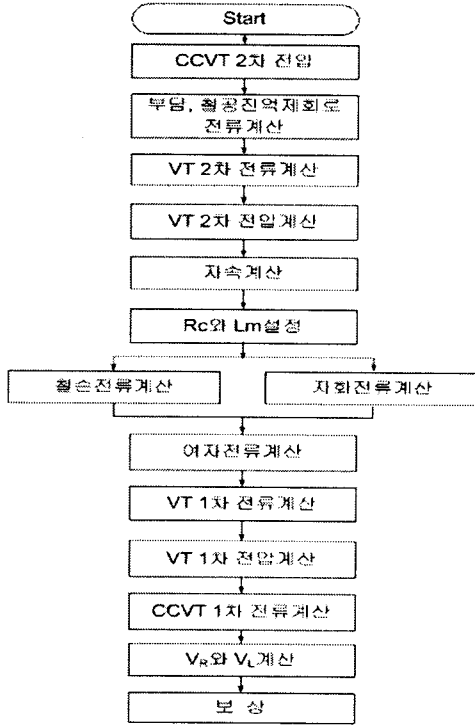 Start
CCVT 2차 전압
부담, 철공진억제회로
전류계산
VT 2차 전류계산
VT 2차 전압계산
자속계산
Rc와 Lm설정
철손전류계산
자화전류계산
여자전류계산
VT 1차 전류계산
VT 1차 전압계산
CCVT 1차 전류계산
VR와 VL계산
보 상